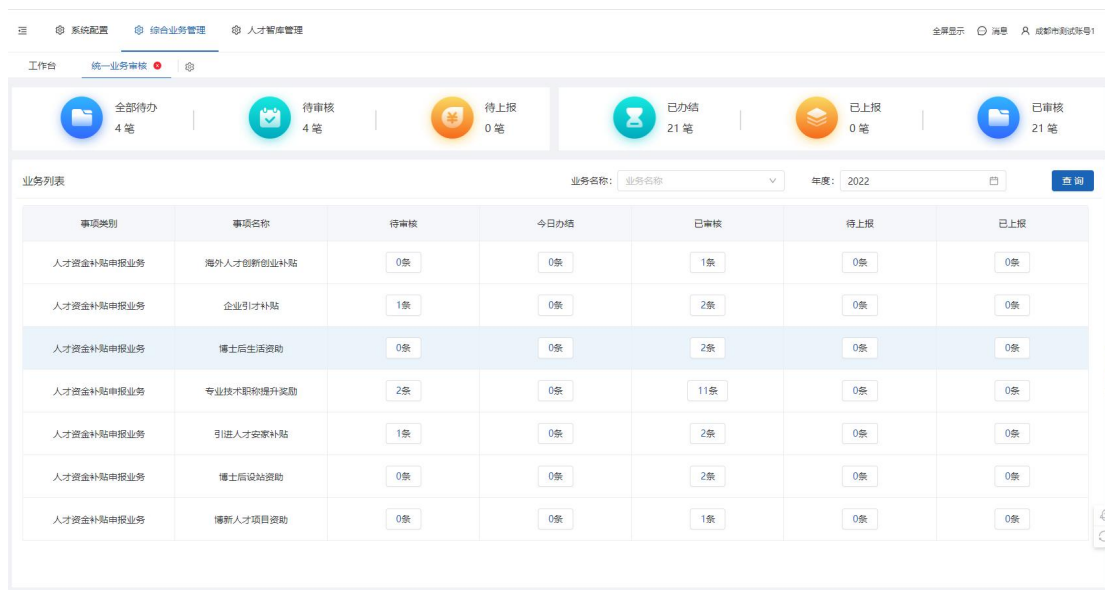 系统配置 综合业务管理 人才智库管理 全屏显示 消息 成都市测试账号1
工作台 统一业务审核
全部待办 待审核 待上报 已办结 已上报 已审核
4 笔 4 笔 0 笔 21 笔 0 笔 21 笔
业务列表 业务名称: 业务名称 年度: 2022 查 询
事项类别 事项名称 待审核 今日办结 已审核 待上报 已上报
人才资金补贴申报业务 海外人才创新创业补贴 0条 0条 1条 0条 0条
人才资金补贴申报业务 企业引才补贴 1条 0条 2条 0条 0条
人才资金补贴申报业务 博士后生活资助 0条 0条 2条 0条 0条
人才资金补贴申报业务 专业技术职称提升奖励 2条 0条 11条 0条 0条
人才资金补贴申报业务 引进人才安家补贴 1条 0条 2条 0条 0条
人才资金补贴申报业务 博士后设站资助 0条 0条 2条 0条 0条
人才资金补贴申报业务 博新人才项目资助 0条 0条 1条 0条 0条